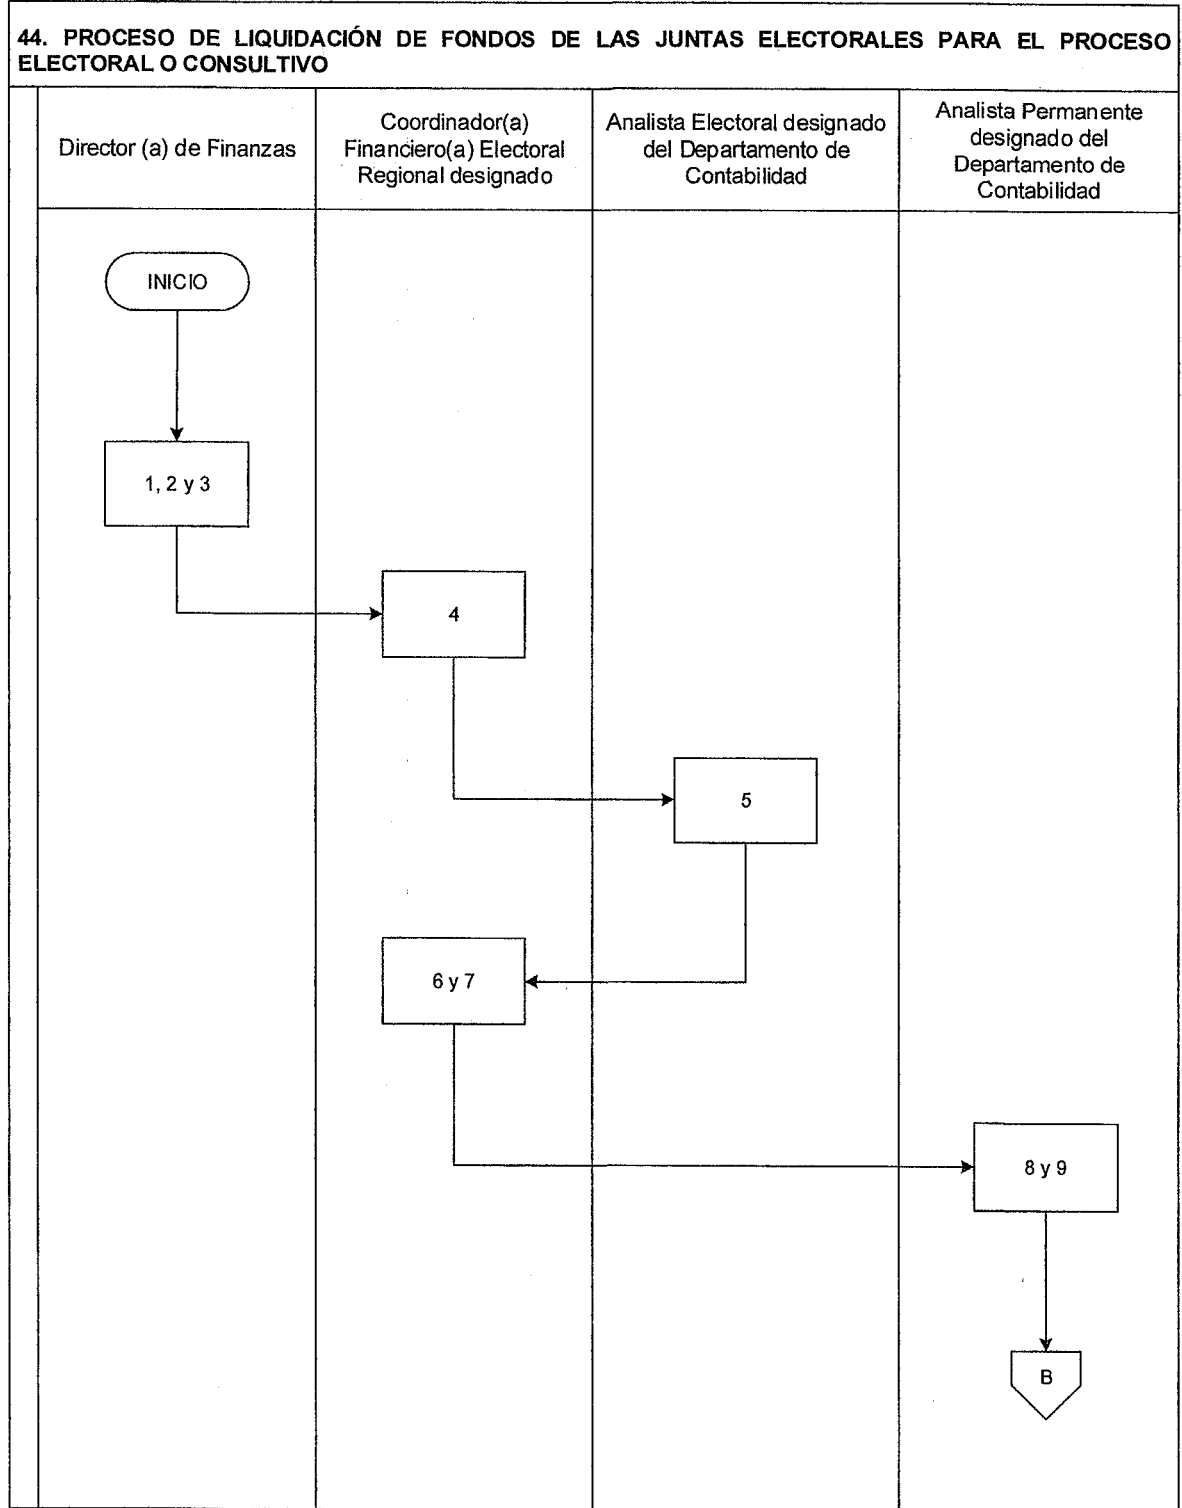 44. PROCESO DE LIQUIDACIÓN DE FONDOS DE LAS JUNTAS ELECTORALES PARA EL PROCESO
ELECTORAL O CONSULTIVO
Director (a) de Finanzas
Coordinador(a)
Financiero(a) Electoral
Regional designado
Analista Electoral designado
del Departamento de
Contabilidad
Analista Permanente
designado del
Departamento de
Contabilidad
INICIO
1, 2 y 3
4
5
6 y 7
8 y 9
B